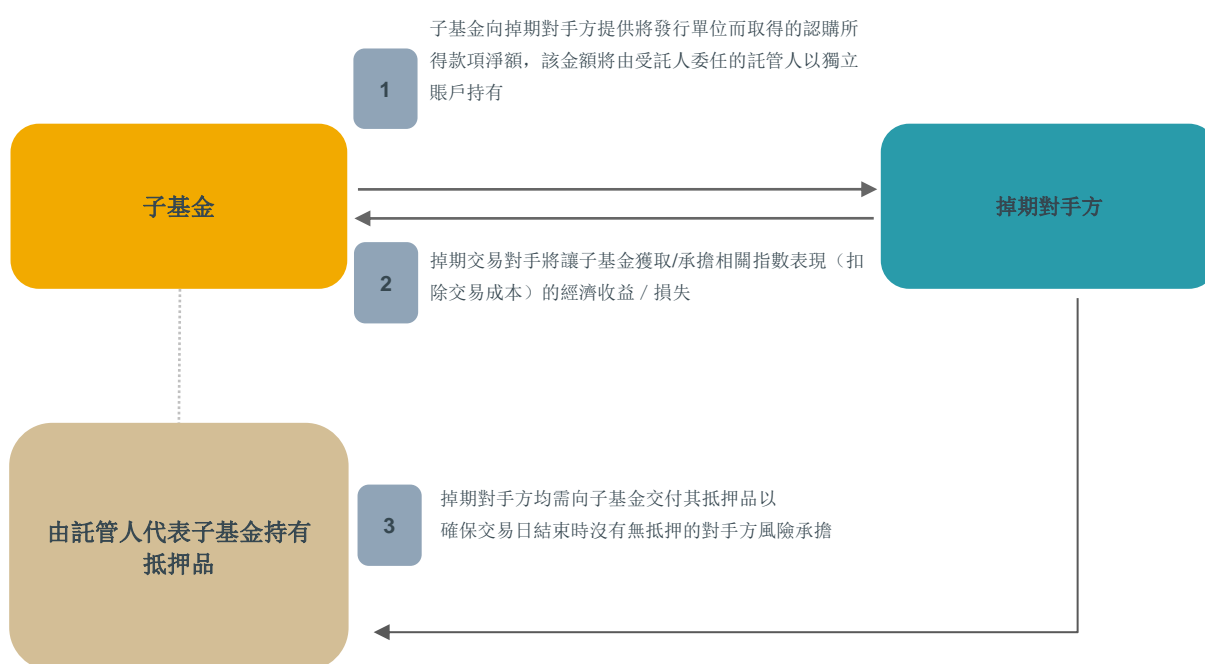 子基金向掉期對手方提供將發行單位而取得的認購所
得款項淨額，該金額將由受託人委任的託管人以獨立
賬戶持有
1
子基金
掉期對手方
2
掉期交易對手將讓子基金獲取/承擔相關指數表現（扣
除交易成本）的經濟收益 / 損失
由託管人代表子基金持有
抵押品
3
掉期對手方均需向子基金交付其抵押品以
確保交易日結束時沒有無抵押的對手方風險承擔